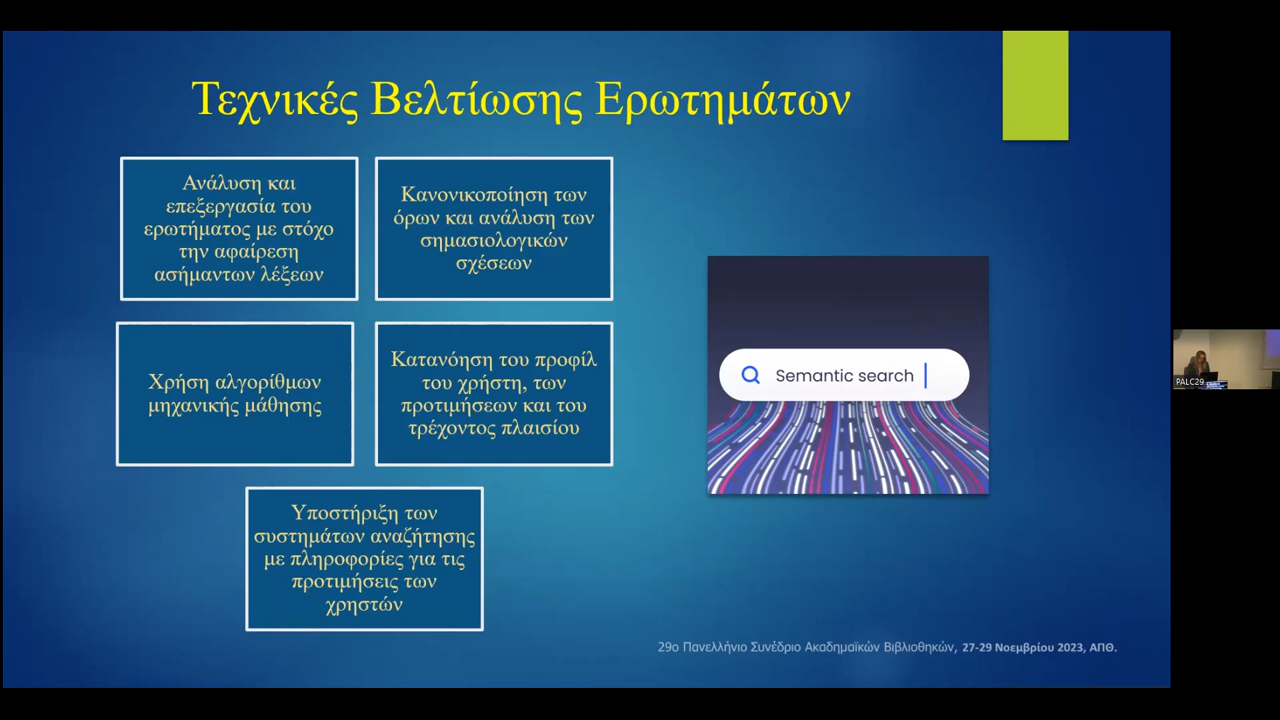 Τεχνικές Βελτίωσης Ερωτημάτων
Ανάλυση και
επεξεργασία του
ερωτήματος με στόχο
την αφαίρεση
ασήμαντων λέξεων
Κανονικοποίηση των
όρων και ανάλυση των
σημασιολογικών
σχέσεων
Χρήση αλγορίθμων
μηχανικής μάθησης
Κατανόηση του προφίλ
του χρήστη, των
προτιμήσεων και του
τρέχοντος πλαισίου
Υποστήριξη των
συστημάτων αναζήτησης
με πληροφορίες για τις
προτιμήσεις των
χρηστών
Semantic search
29ο Πανελλήνιο Συνέδριο Ακαδημαϊκών Βιβλιοθηκών, 27-29 Νοεμβρίου 2023, ΑΠΘ.
PALC29